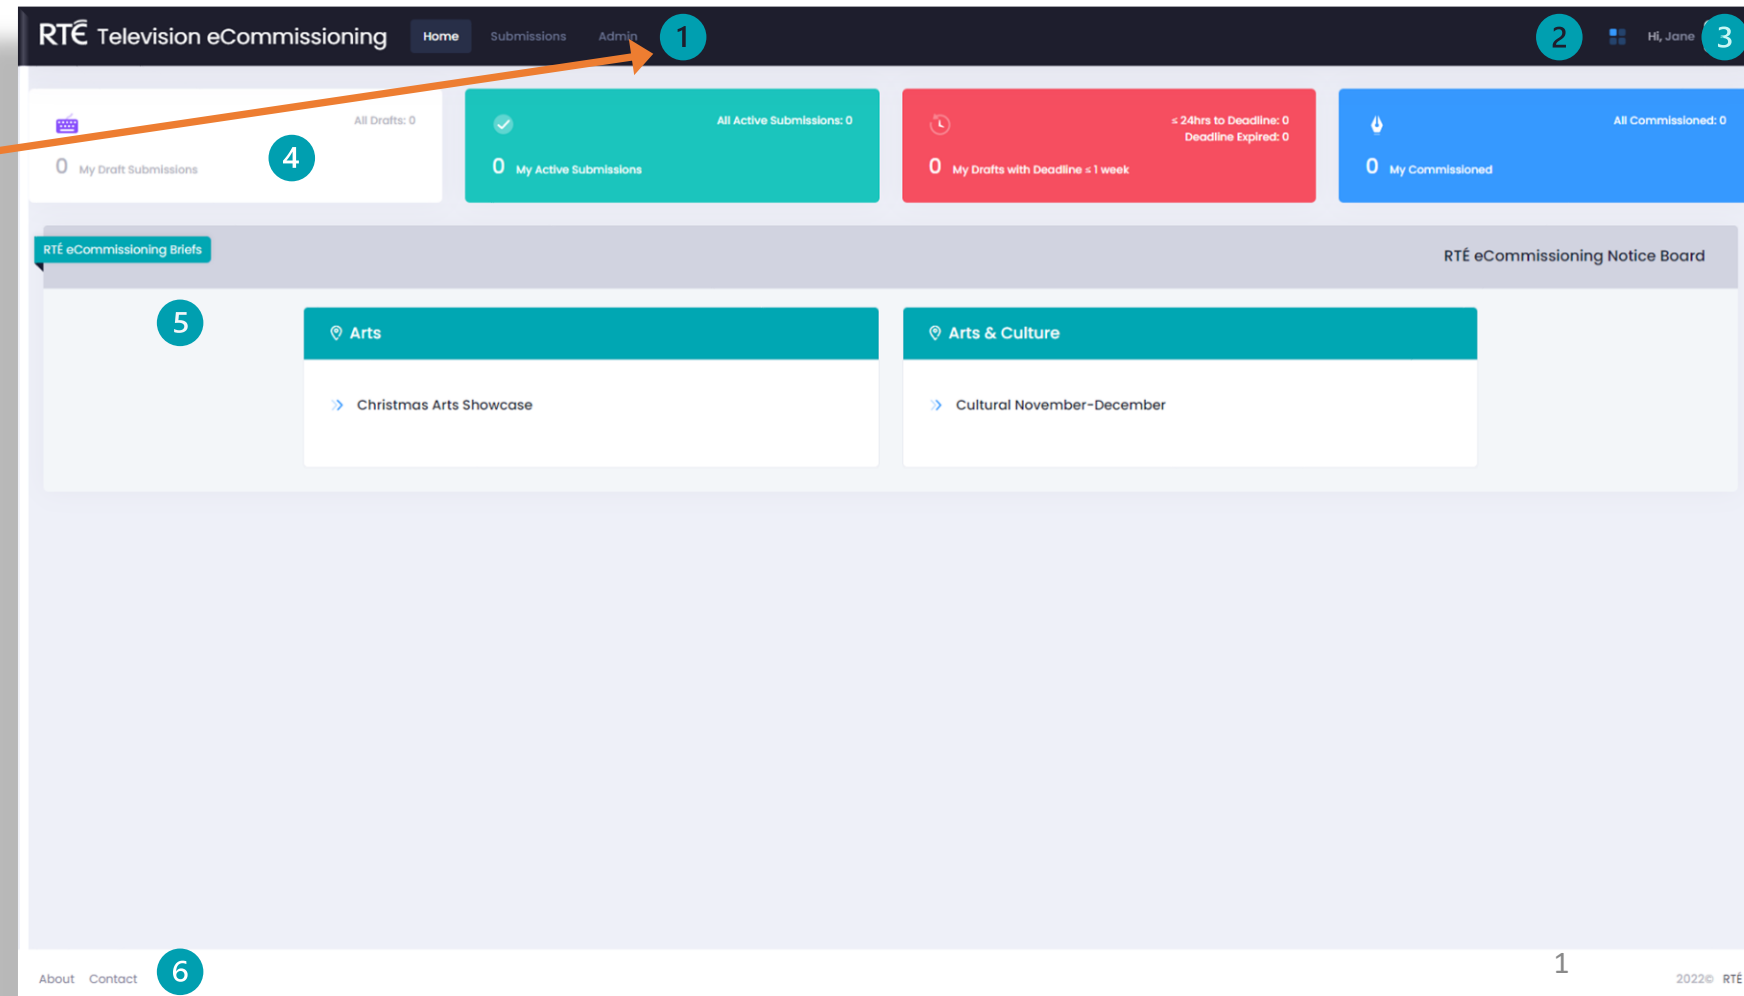 RTÉ Television eCommissioning Home Submissions Admin 1 2 Hi, Jane 3
All Drafts: 0
0 My Draft Submissions
4
All Active Submissions: 0
0 My Active Submissions
≤ 24hrs to Deadline: 0
Deadline Expired: 0
0 My Drafts with Deadline ≤ 1 week
All Commissioned: 0
0 My Commissioned
RTÉ eCommissioning Briefs
RTÉ eCommissioning Notice Board
5
Arts
Christmas Arts Showcase
Arts & Culture
Cultural November-December
About Contact 6
1
2022© RTÉ